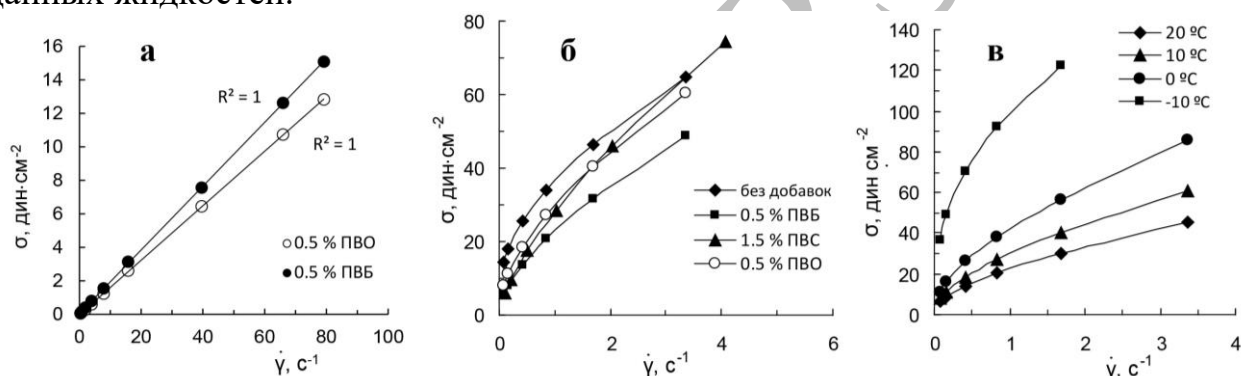 данных жидкостей.
а
σ, дин·см⁻²
16
14
12
10
8
6
4
2
0
R² = 1
R² = 1
○ 0.5 % ПВО
● 0.5 % ПВБ
0 20 40 60 80 100
γ̇, с⁻¹
б
σ, дин·см⁻²
80
60
40
20
0
без добавок
0.5 % ПВБ
1.5 % ПВС
0.5 % ПВО
0 2 4 6
γ̇, с⁻¹
в
σ, дин см⁻²
140
120
100
80
60
40
20
0
20 ºС
10 ºС
0 ºС
-10 ºС
0 1 2 3 4
γ̇, с⁻¹